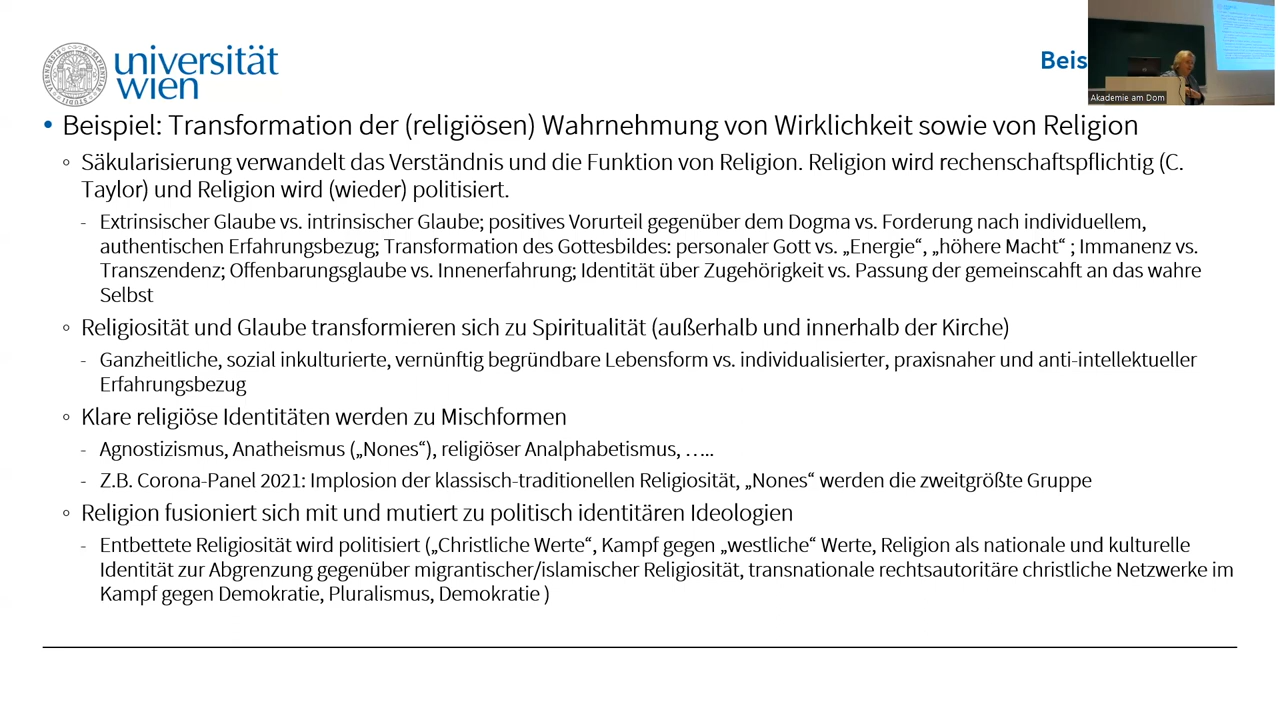 universität
wien
Beis
Akademie am Dom
• Beispiel: Transformation der (religiösen) Wahrnehmung von Wirklichkeit sowie von Religion
◦ Säkularisierung verwandelt das Verständnis und die Funktion von Religion. Religion wird rechenschaftspflichtig (C.
Taylor) und Religion wird (wieder) politisiert.
- Extrinsischer Glaube vs. intrinsischer Glaube; positives Vorurteil gegenüber dem Dogma vs. Forderung nach individuellem,
authentischen Erfahrungsbezug; Transformation des Gottesbildes: personaler Gott vs. „Energie“, „höhere Macht“ ; Immanenz vs.
Transzendenz; Offenbarungsglaube vs. Innenerfahrung; Identität über Zugehörigkeit vs. Passung der gemeinscahft an das wahre
Selbst
◦ Religiosität und Glaube transformieren sich zu Spiritualität (außerhalb und innerhalb der Kirche)
- Ganzheitliche, sozial inkulturierte, vernünftig begründbare Lebensform vs. individualisierter, praxisnaher und anti-intellektueller
Erfahrungsbezug
◦ Klare religiöse Identitäten werden zu Mischformen
- Agnostizismus, Anatheismus („Nones“), religiöser Analphabetismus, …..
- Z.B. Corona-Panel 2021: Implosion der klassisch-traditionellen Religiosität, „Nones“ werden die zweitgrößte Gruppe
◦ Religion fusioniert sich mit und mutiert zu politisch identitären Ideologien
- Entbettete Religiosität wird politisiert („Christliche Werte“, Kampf gegen „westliche“ Werte, Religion als nationale und kulturelle
Identität zur Abgrenzung gegenüber migrantischer/islamischer Religiosität, transnationale rechtsautoritäre christliche Netzwerke im
Kampf gegen Demokratie, Pluralismus, Demokratie )